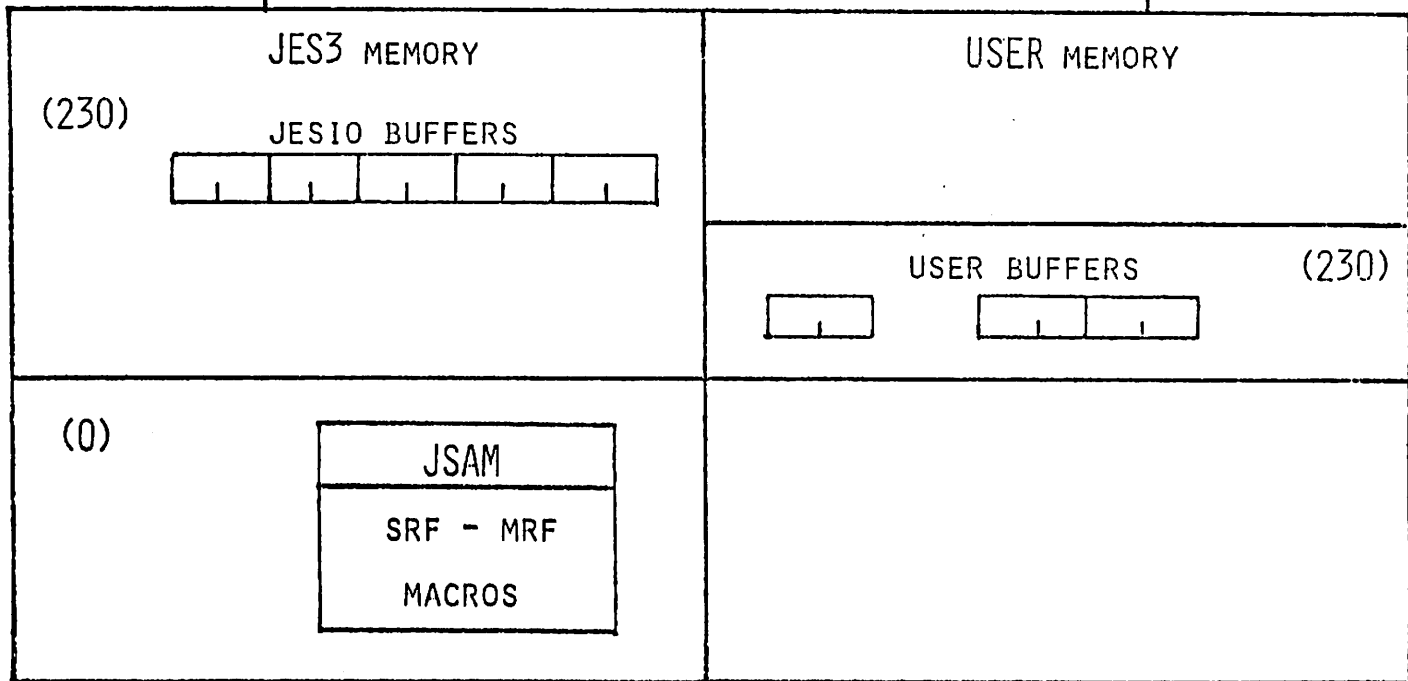 JES3 MEMORY
(230)
JESIO BUFFERS
USER MEMORY
USER BUFFERS
(230)
(0)
JSAM
SRF - MRF
MACROS